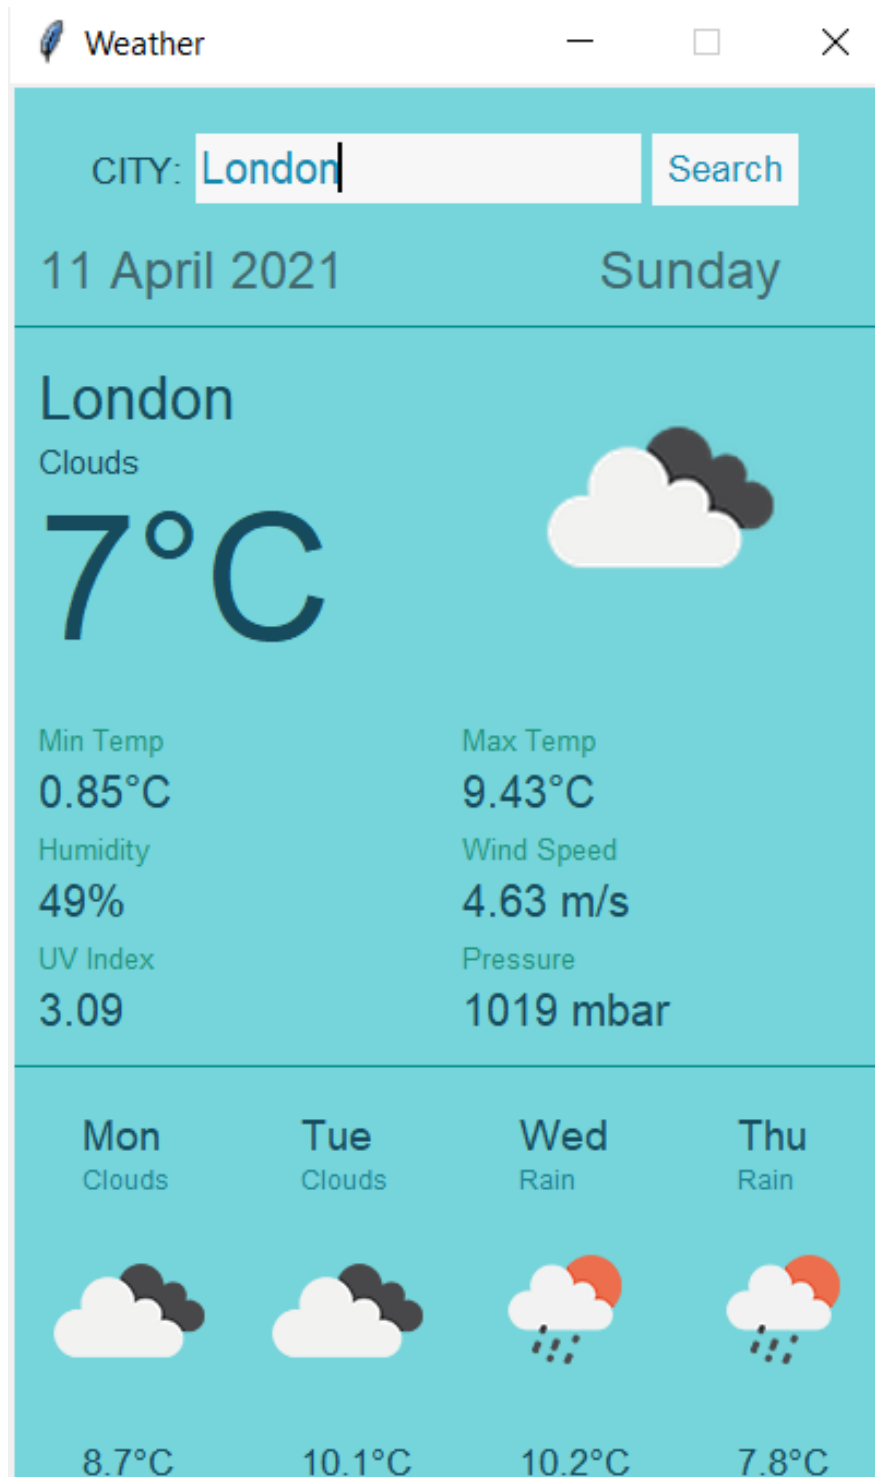 Weather
CITY: London Search
11 April 2021 Sunday
London
Clouds
7°C
Min Temp Max Temp
0.85°C 9.43°C
Humidity Wind Speed
49% 4.63 m/s
UV Index Pressure
3.09 1019 mbar
Mon Tue Wed Thu
Clouds Clouds Rain Rain
8.7°C 10.1°C 10.2°C 7.8°C